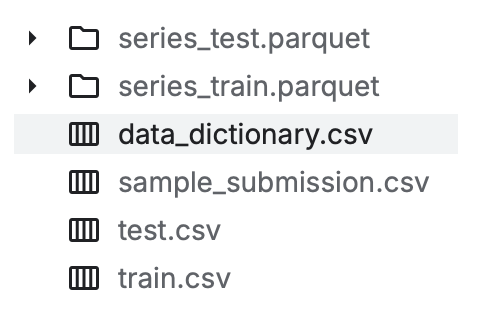 series_test.parquet
series_train.parquet
data_dictionary.csv
sample_submission.csv
test.csv
train.csv